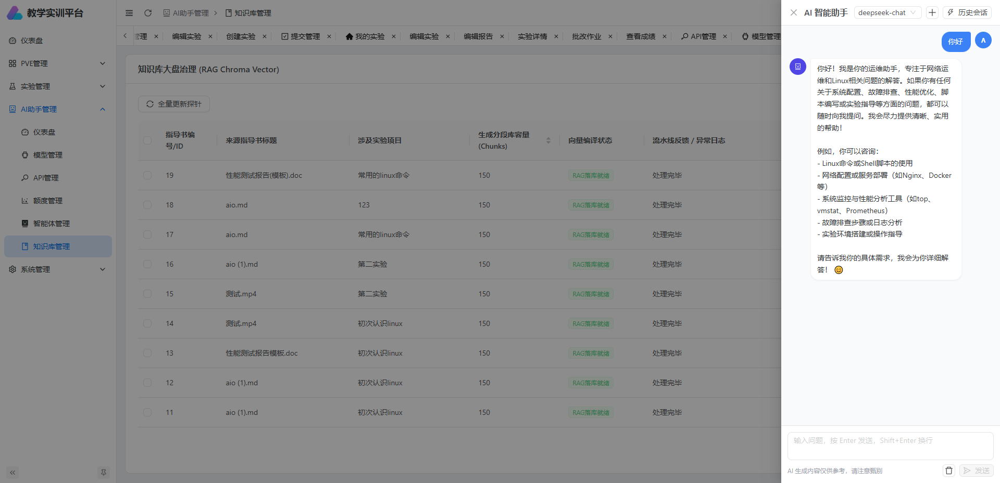 教学实训平台
仪表盘
PVE管理
实验管理
AI助手管理
仪表盘
模型管理
API管理
额度管理
智能体管理
知识库管理
系统管理
AI助手管理
知识库管理
管理
编辑实验
创建实验
提交管理
我的实验
编辑实验
编辑报告
实验详情
批改作业
查看成绩
API管理
模型管理
知识库大盘治理 (RAG Chroma Vector)
全量更新探针
指导书编号/ID 来源指导书标题 涉及实验项目 生成分段库容量(Chunks) 向量编译状态 流水线反馈 / 异常日志
19 性能测试报告(模板).doc 常用的linux命令 150 RAG落库就绪 处理完毕
18 aio.md 123 150 RAG落库就绪 处理完毕
17 aio.md 常用的linux命令 150 RAG落库就绪 处理完毕
16 aio (1).md 第二实验 150 RAG落库就绪 处理完毕
15 测试.mp4 第二实验 150 RAG落库就绪 处理完毕
14 测试.mp4 初次认识linux 150 RAG落库就绪 处理完毕
13 性能测试报告模板.doc 初次认识linux 150 RAG落库就绪 处理完毕
12 aio (1).md 初次认识linux 150 RAG落库就绪 处理完毕
11 aio (1).md 初次认识linux 150 RAG落库就绪 处理完毕
AI 智能助手
deepseek-chat
历史会话
你好
A
你好！我是你的运维助手，专注于网络运
维和Linux相关问题的解答。如果你有任何
关于系统配置、故障排查、性能优化、脚
本编写或实验指导等方面的问题，都可以
随时向我提问。我会尽力提供清晰、实用
的帮助！
例如，你可以咨询：
- Linux命令或Shell脚本的使用
- 网络配置或服务部署（如Nginx、Docker
等）
- 系统监控与性能分析工具（如top、
vmstat、Prometheus）
- 故障排查步骤或日志分析
- 实验环境搭建或操作指导
请告诉我你的具体需求，我会为你详细解
答！ 😊
输入问题，按 Enter 发送，Shift+Enter 换行
AI 生成内容仅供参考，请注意甄别
发送